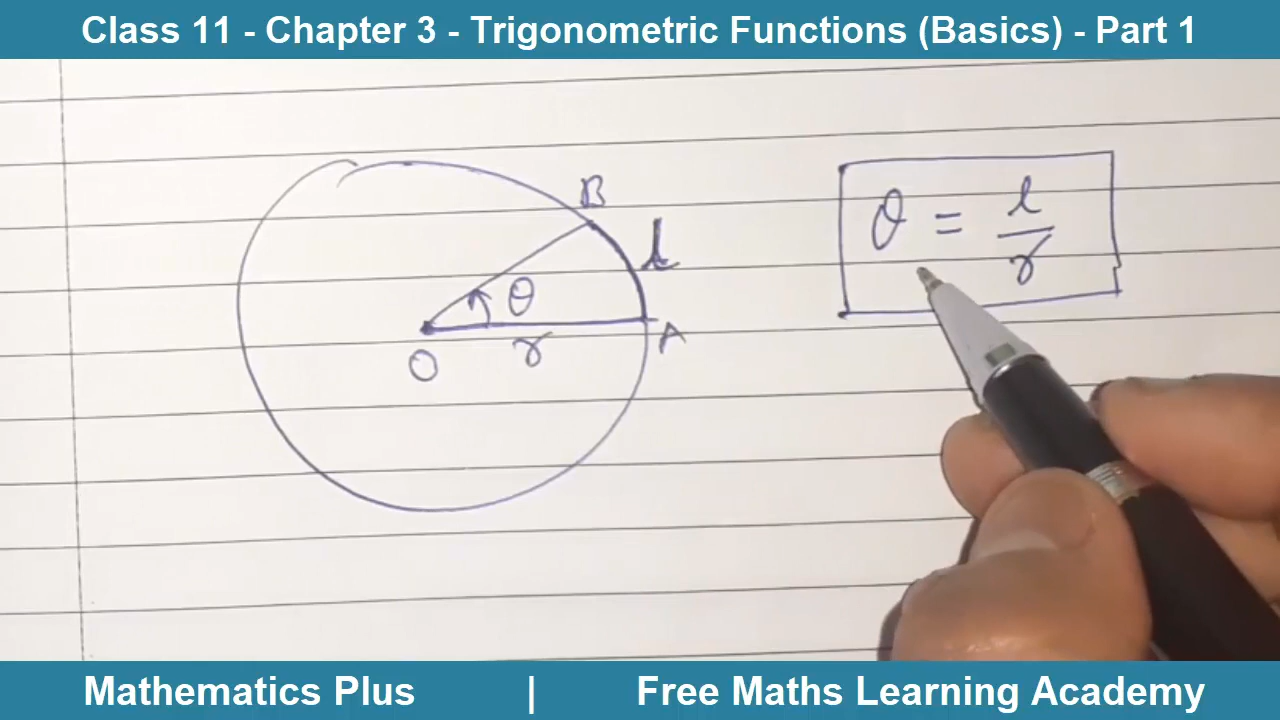 Class 11 - Chapter 3 - Trigonometric Functions (Basics) - Part 1
B
l
θ
θ = l/r
O
r
A
Mathematics Plus | Free Maths Learning Academy